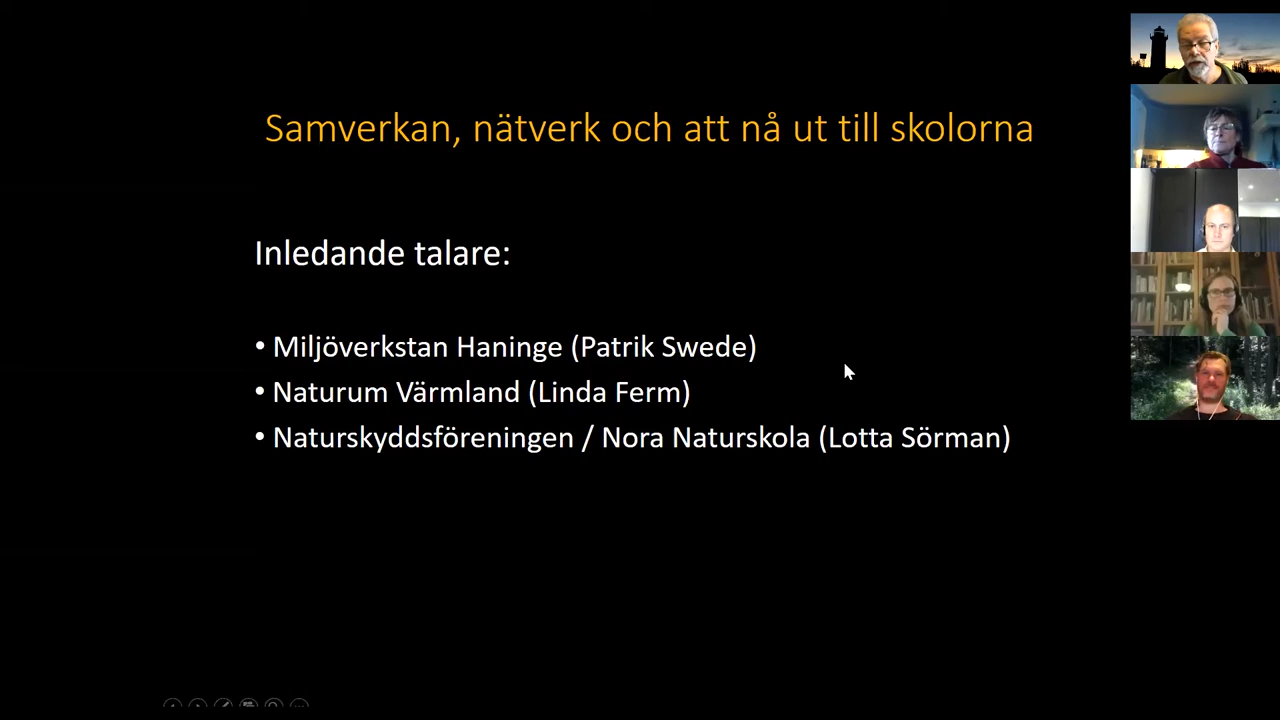 Samverkan, nätverk och att nå ut till skolorna
Inledande talare:
• Miljöverkstan Haninge (Patrik Swede)
• Naturum Värmland (Linda Ferm)
• Naturskyddsföreningen / Nora Naturskola (Lotta Sörman)